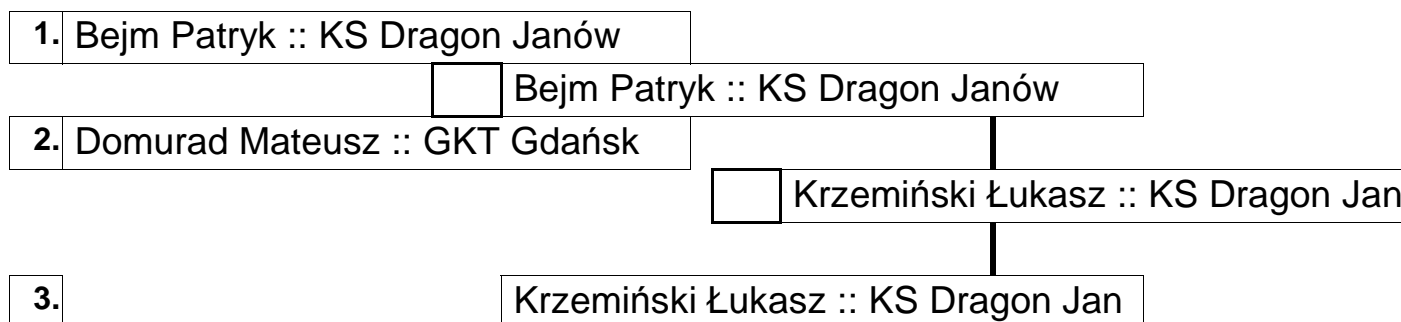 1. Bejm Patryk :: KS Dragon Janów
Bejm Patryk :: KS Dragon Janów
2. Domurad Mateusz :: GKT Gdańsk
Krzemiński Łukasz :: KS Dragon Jan
3. Krzemiński Łukasz :: KS Dragon Jan